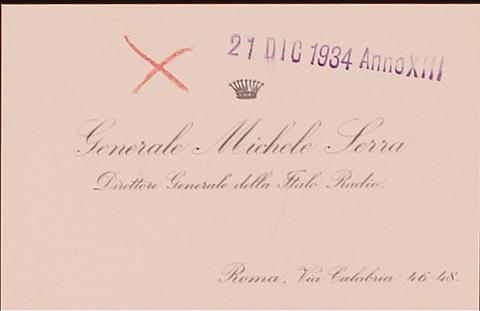 21 DIC 1934 Anno XIII
Generale Michele Serra
Direttore Generale della Italo Radio.
Roma, Via Calabria 46-48.